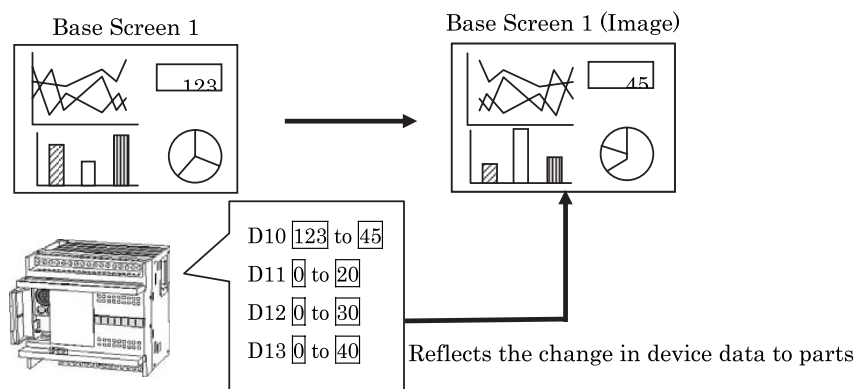 Base Screen 1
Base Screen 1 (Image)
123
45
D10 123 to 45
D11 0 to 20
D12 0 to 30
D13 0 to 40
Reflects the change in device data to parts